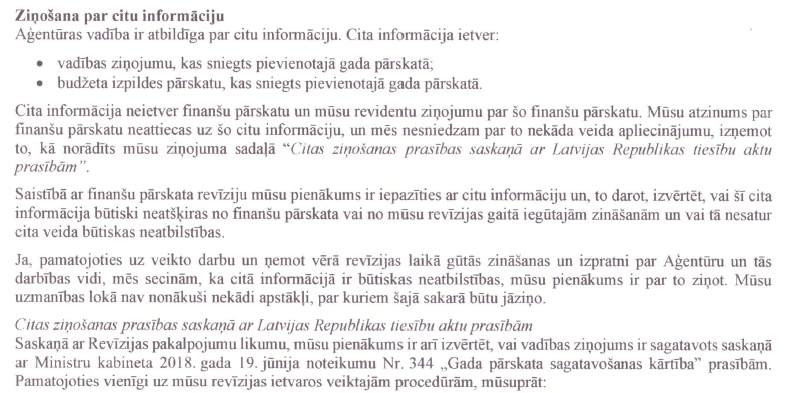 Ziņošana par citu informāciju
Aģentūras vadība ir atbildīga par citu informāciju. Cita informācija ietver:
• vadības ziņojumu, kas sniegts pievienotajā gada pārskatā;
• budžeta izpildes pārskatu, kas sniegts pievienotajā gada pārskatā.
Cita informācija neietver finanšu pārskatu un mūsu revidentu ziņojumu par šo finanšu pārskatu. Mūsu atzinums par
finanšu pārskatu neattiecas uz šo citu informāciju, un mēs nesniedzam par to nekāda veida apliecinājumu, izņemot
to, kā norādīts mūsu ziņojuma sadaļā “Citas ziņošanas prasības saskaņā ar Latvijas Republikas tiesību aktu
prasībām”.
Saistībā ar finanšu pārskata revīziju mūsu pienākums ir iepazīties ar citu informāciju un, to darot, izvērtēt, vai šī cita
informācija būtiski neatšķiras no finanšu pārskata vai no mūsu revīzijas gaitā iegūtajām zināšanām un vai tā nesatur
cita veida būtiskas neatbilstības.
Ja, pamatojoties uz veikto darbu un ņemot vērā revīzijas laikā gūtās zināšanas un izpratni par Aģentūru un tās
darbības vidi, mēs secinām, ka citā informācijā ir būtiskas neatbilstības, mūsu pienākums ir par to ziņot. Mūsu
uzmanības lokā nav nonākuši nekādi apstākļi, par kuriem šajā sakarā būtu jāziņo.
Citas ziņošanas prasības saskaņā ar Latvijas Republikas tiesību aktu prasībām
Saskaņā ar Revīzijas pakalpojumu likumu, mūsu pienākums ir arī izvērtēt, vai vadības ziņojums ir sagatavots saskaņā
ar Ministru kabineta 2018. gada 19. jūnija noteikumu Nr. 344 „Gada pārskata sagatavošanas kārtība” prasībām.
Pamatojoties vienīgi uz mūsu revīzijas ietvaros veiktajām procedūrām, mūsuprāt: